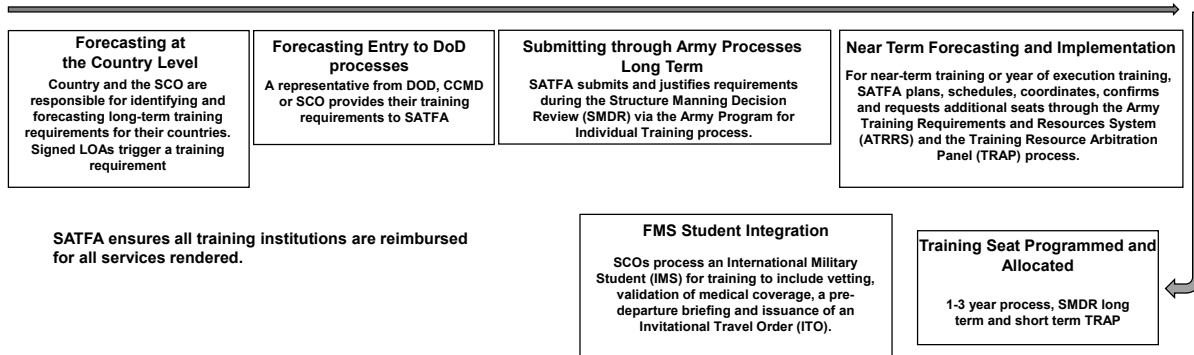 Forecasting at
the Country Level
Country and the SCO are
responsible for identifying and
forecasting long-term training
requirements for their countries.
Signed LOAs trigger a training
requirement
Forecasting Entry to DoD
processes
A representative from DOD, CCMD
or SCO provides their training
requirements to SATFA
Submitting through Army Processes
Long Term
SATFA submits and justifies requirements
during the Structure Manning Decision
Review (SMDR) via the Army Program for
Individual Training process.
Near Term Forecasting and Implementation
For near-term training or year of execution training,
SATFA plans, schedules, coordinates, confirms
and requests additional seats through the Army
Training Requirements and Resources System
(ATRRS) and the Training Resource Arbitration
Panel (TRAP) process.
Training Seat Programmed and
Allocated
1-3 year process, SMDR long
term and short term TRAP
FMS Student Integration
SCOs process an International Military
Student (IMS) for training to include vetting,
validation of medical coverage, a pre-
departure briefing and issuance of an
Invitational Travel Order (ITO).
SATFA ensures all training institutions are reimbursed
for all services rendered.